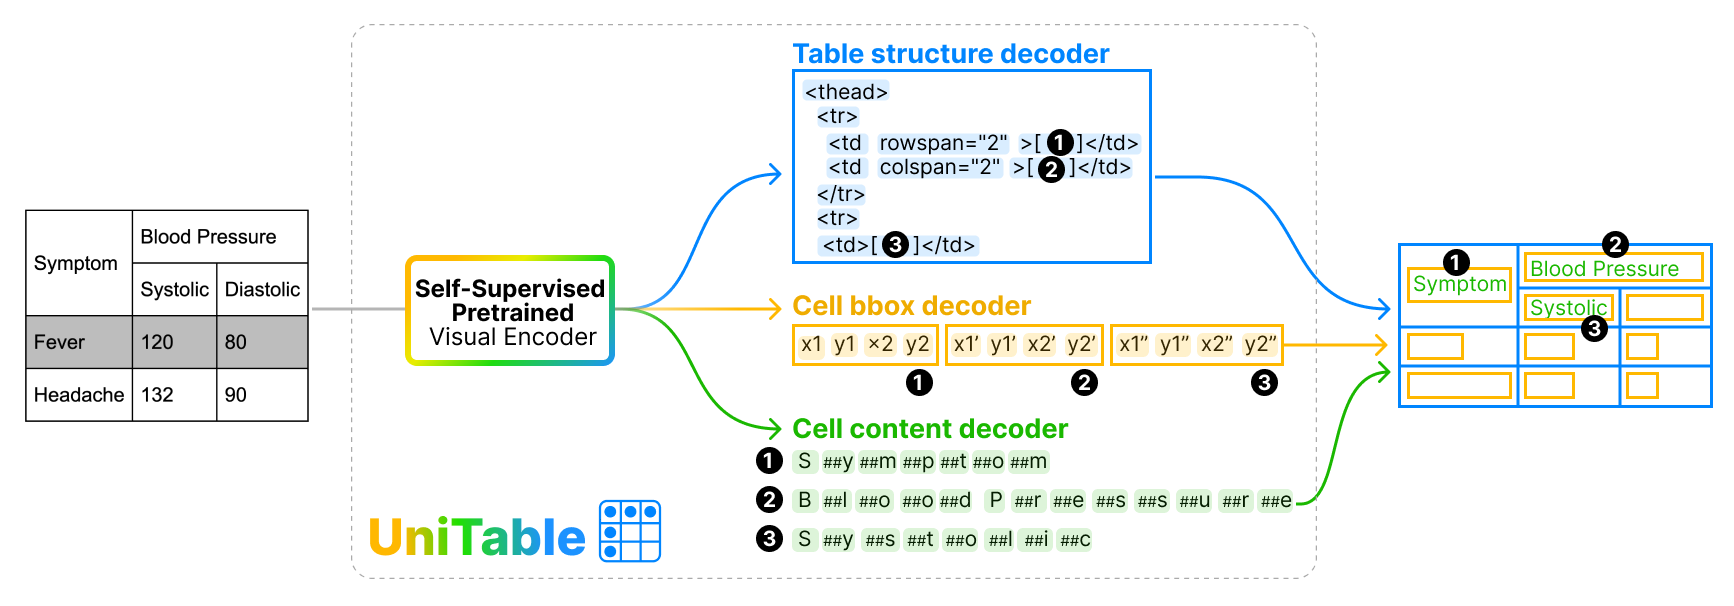 Symptom
Blood Pressure
Systolic
Diastolic
Fever
120
80
Headache
132
90
Self-Supervised
Pretrained
Visual Encoder
UniTable
Table structure decoder
<thead>
<tr>
<td rowspan="2" >[ 1 ]</td>
<td colspan="2" >[ 2 ]</td>
</tr>
<tr>
<td>[ 3 ]</td>
Cell bbox decoder
x1 y1 ×2 y2
x1’ y1’ x2’ y2’
x1” y1” x2” y2”
1
2
3
Cell content decoder
1 S ##y ##m ##p ##t ##o ##m
2 B ##l ##o ##o ##d P ##r ##e ##s ##s ##u ##r ##e
3 S ##y ##s ##t ##o ##l ##i ##c
1
Symptom
2
Blood Pressure
Systolic
3